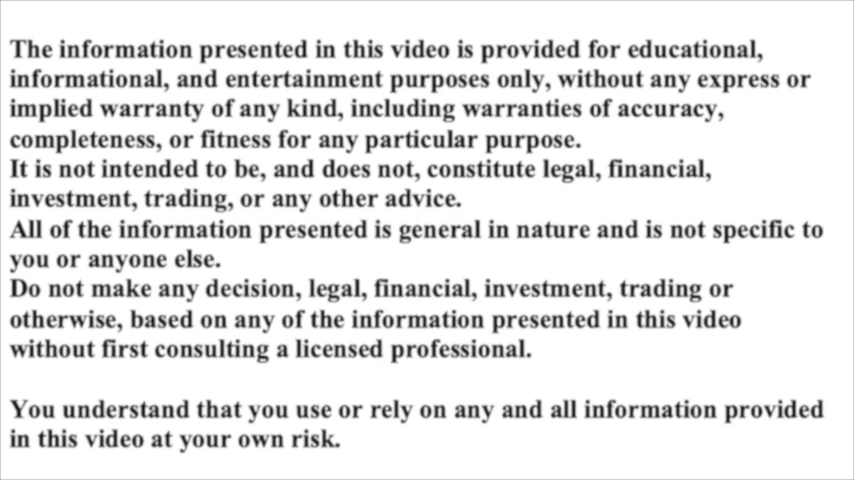 The information presented in this video is provided for educational,
informational, and entertainment purposes only, without any express or
implied warranty of any kind, including warranties of accuracy,
completeness, or fitness for any particular purpose.
It is not intended to be, and does not, constitute legal, financial,
investment, trading, or any other advice.
All of the information presented is general in nature and is not specific to
you or anyone else.
Do not make any decision, legal, financial, investment, trading or
otherwise, based on any of the information presented in this video
without first consulting a licensed professional.
You understand that you use or rely on any and all information provided
in this video at your own risk.